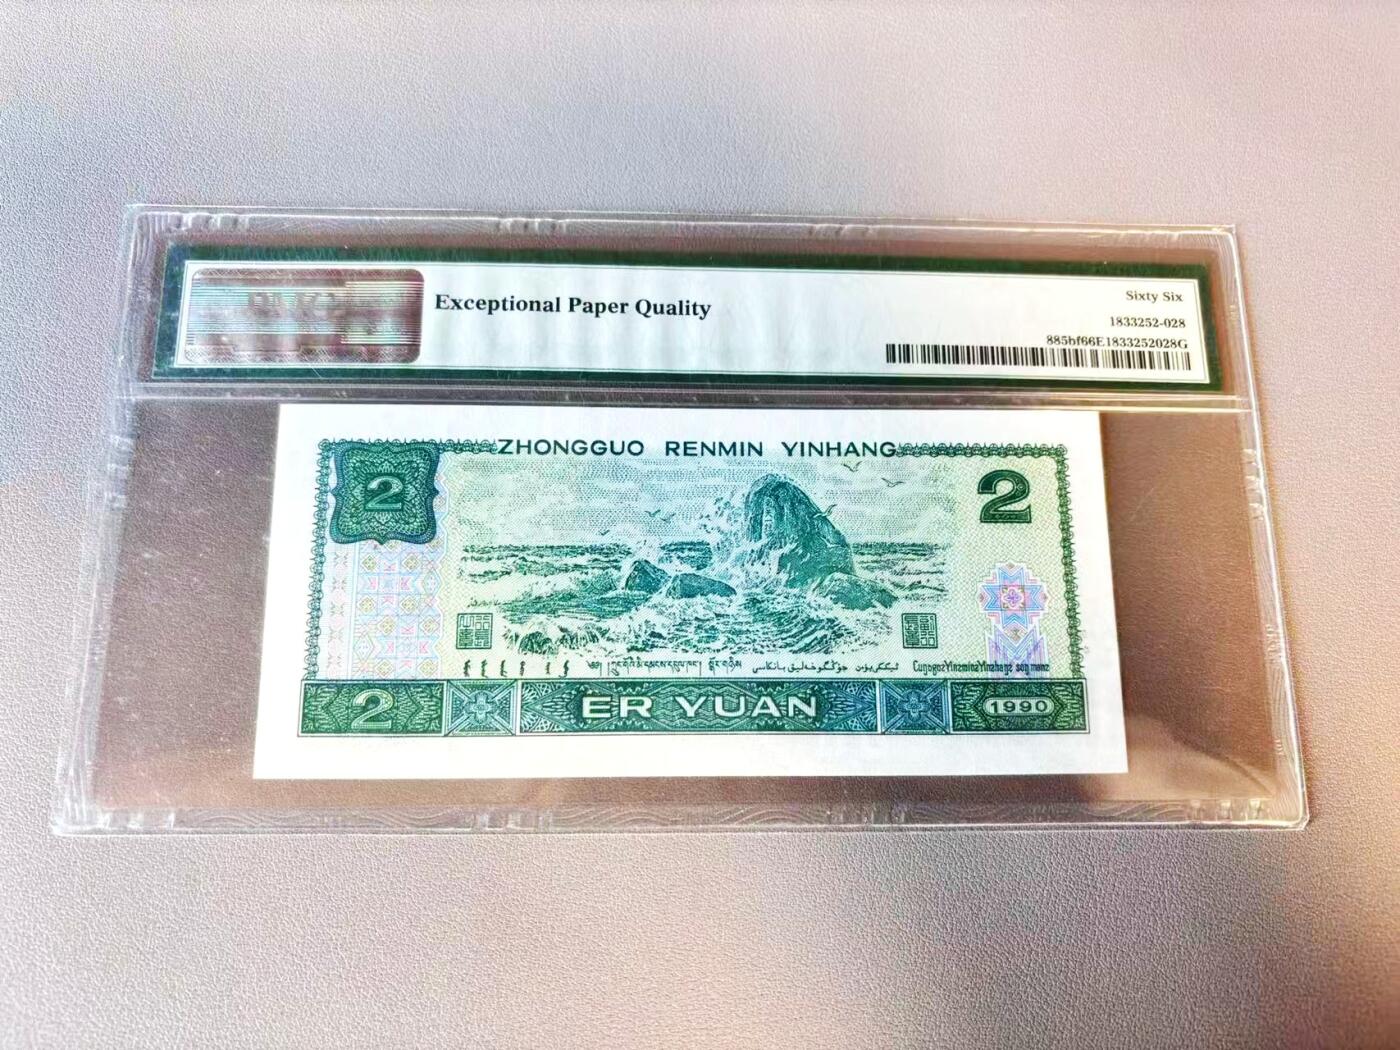 Exceptional Paper Quality
Sixty Six
1833252-028
885bf66E1833252028G
ZHONGGUO RENMIN YINHANG
2
2
2
ER YUAN
1990